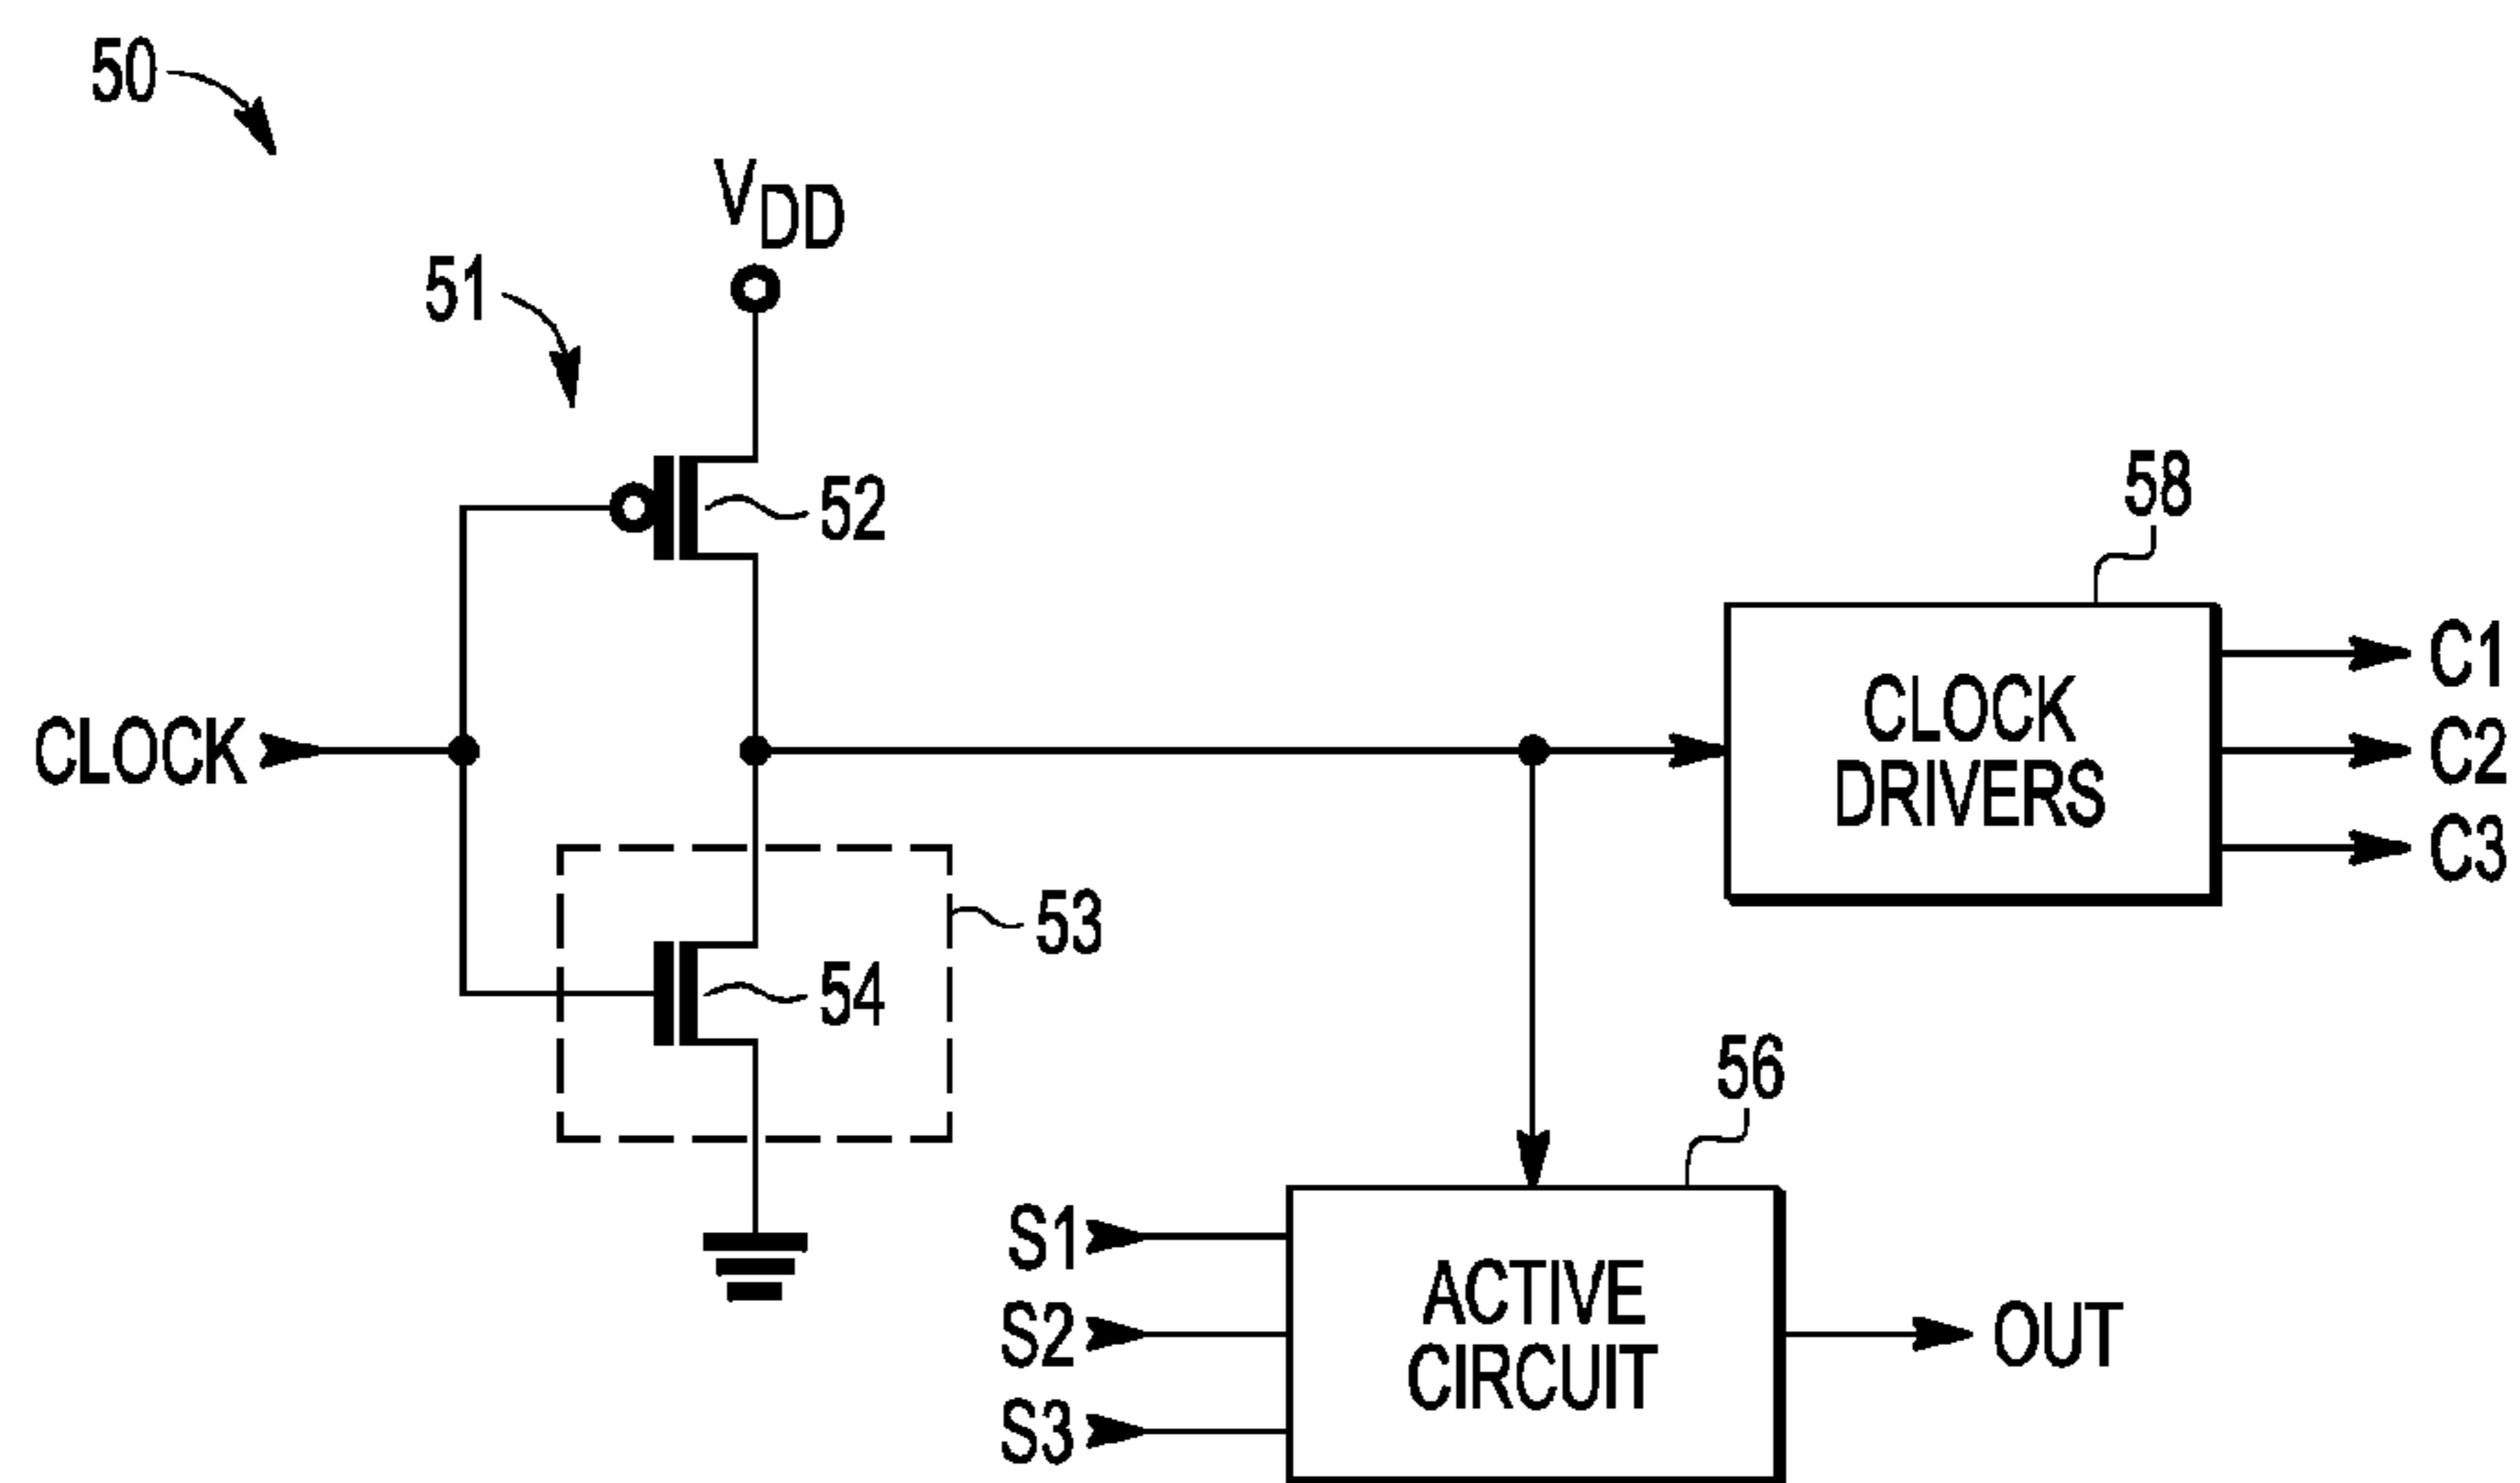 50
VDD
51
52
58
C1
CLOCK
DRIVERS
CLOCK
C2
C3
53
54
56
S1
ACTIVE
CIRCUIT
S2
OUT
S3